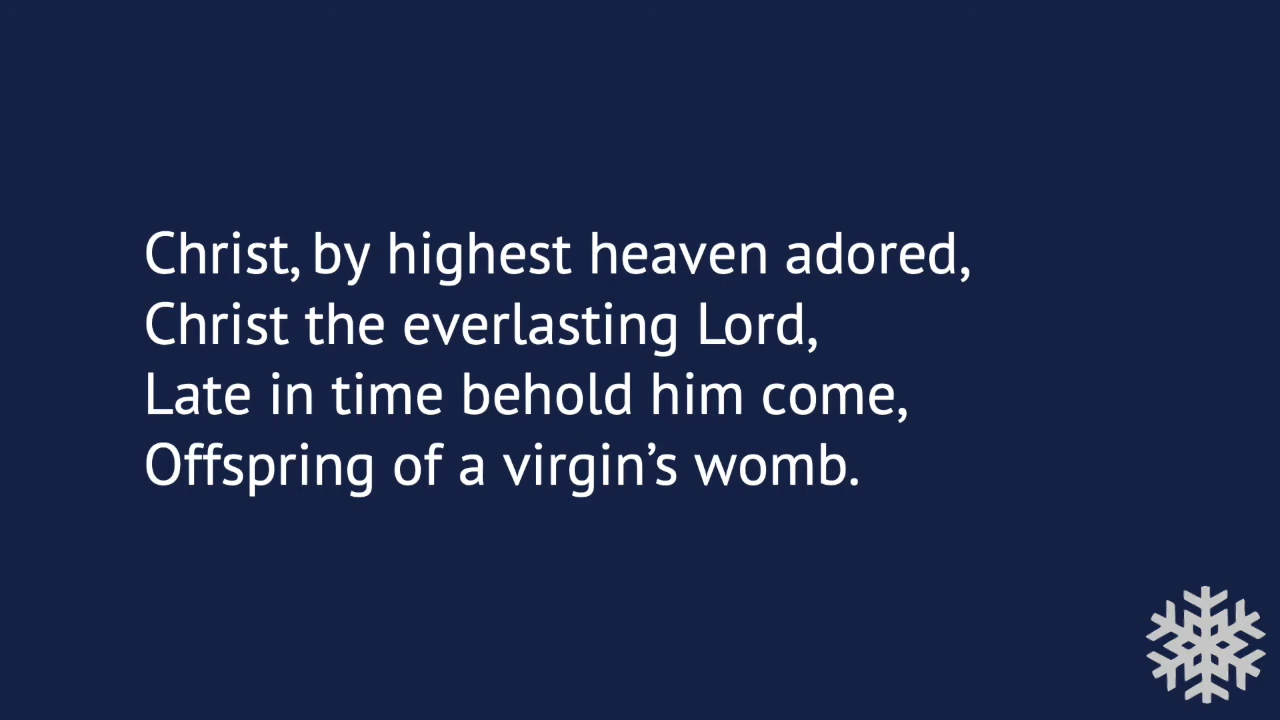 Christ, by highest heaven adored,
Christ the everlasting Lord,
Late in time behold him come,
Offspring of a virgin’s womb.